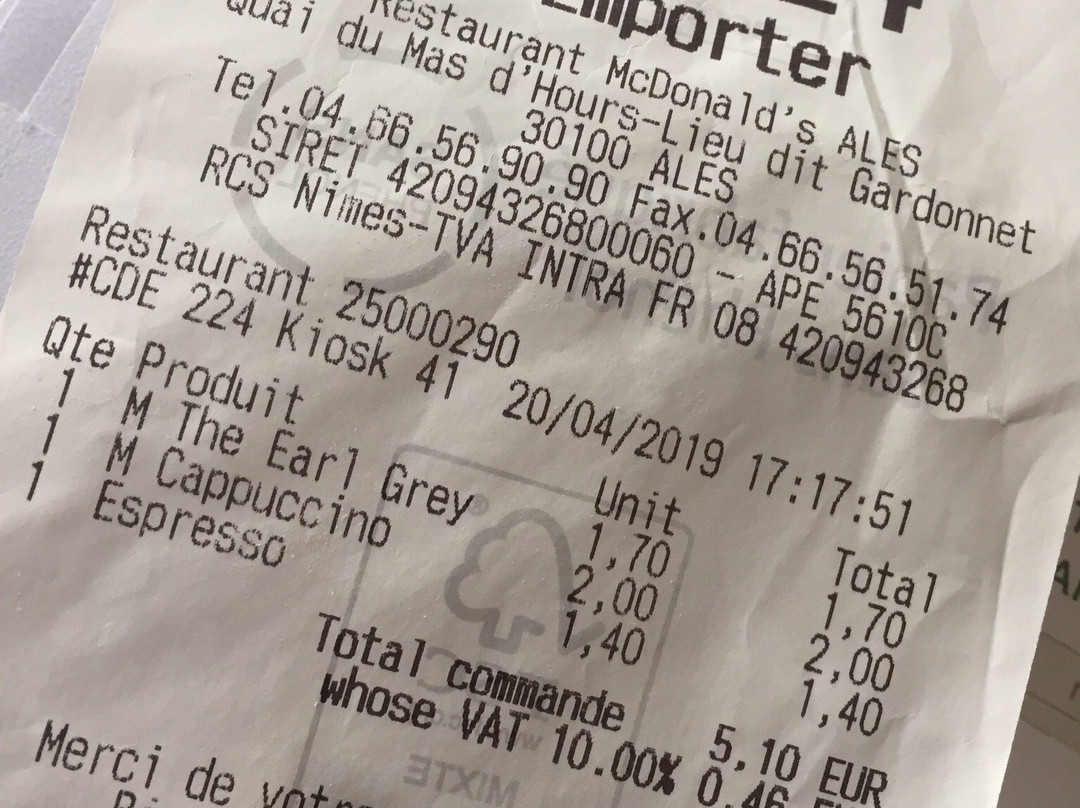 Emporter
Restaurant McDonald's ALES
Quai du Mas d'Hours-Lieu dit Gardonnet
30100 ALES
Tel.04.66.56.90.90 Fax.04.66.56.51.74
SIRET 42094326800060 - APE 5610C
RCS Nimes-TVA INTRA FR 08 420943268
Restaurant 25000290
#CDE 224 Kiosk 41 20/04/2019 17:17:51
Qte Produit Unit Total
1 M The Earl Grey 1,70 1,70
1 M Cappuccino 2,00 2,00
1 Espresso 1,40 1,40
Total commande 5,10 EUR
whose VAT 10.00% 0,46
Merci de votre
MIXTE